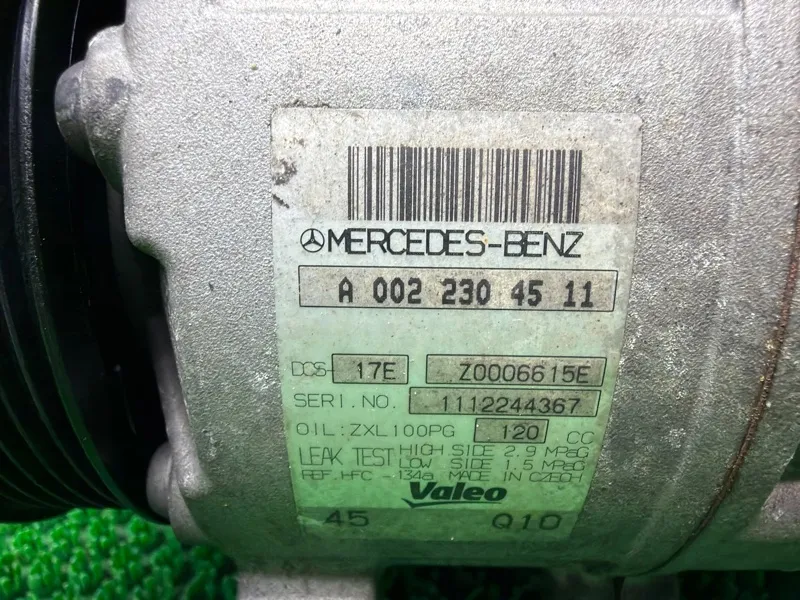 MERCEDES-BENZ
A 002 230 45 11
DCS- 17E Z0006615E
SERI.NO. 1112244367
OIL:ZXL100PG 120 CC
LEAK TEST HIGH SIDE 2.9 MPaG
LOW SIDE 1.5 MPaG
REF.HFC -134a MADE IN CZECH
Valeo
45 Q10